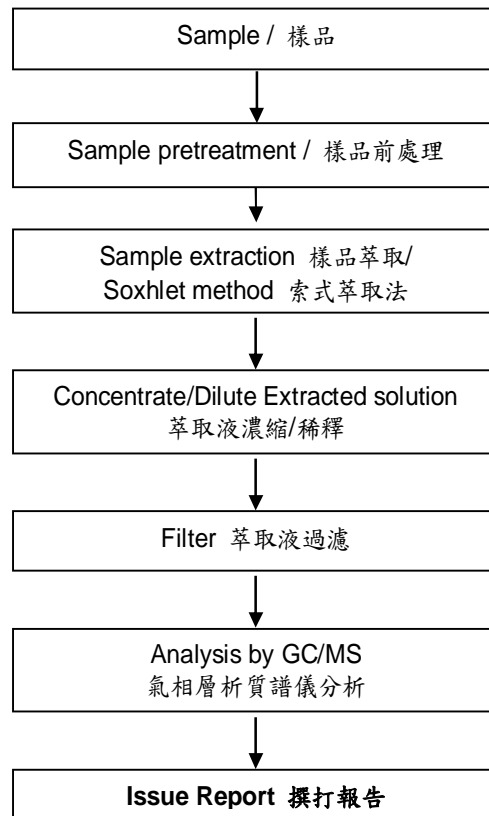 Sample / 樣品
Sample pretreatment / 樣品前處理
Sample extraction 樣品萃取/
Soxhlet method 索式萃取法
Concentrate/Dilute Extracted solution
萃取液濃縮/稀釋
Filter 萃取液過濾
Analysis by GC/MS
氣相層析質譜儀分析
Issue Report 撰打報告